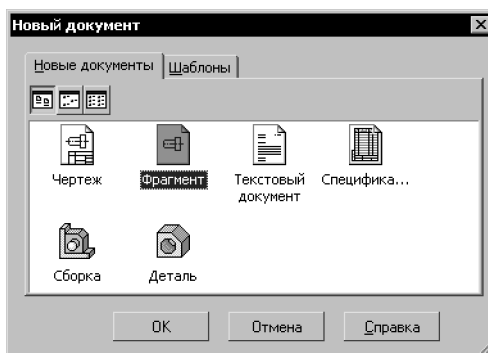 Новый документ
Новые документы Шаблоны
Чертеж Фрагмент Текстовый документ Специфика...
Сборка Деталь
OK Отмена Справка